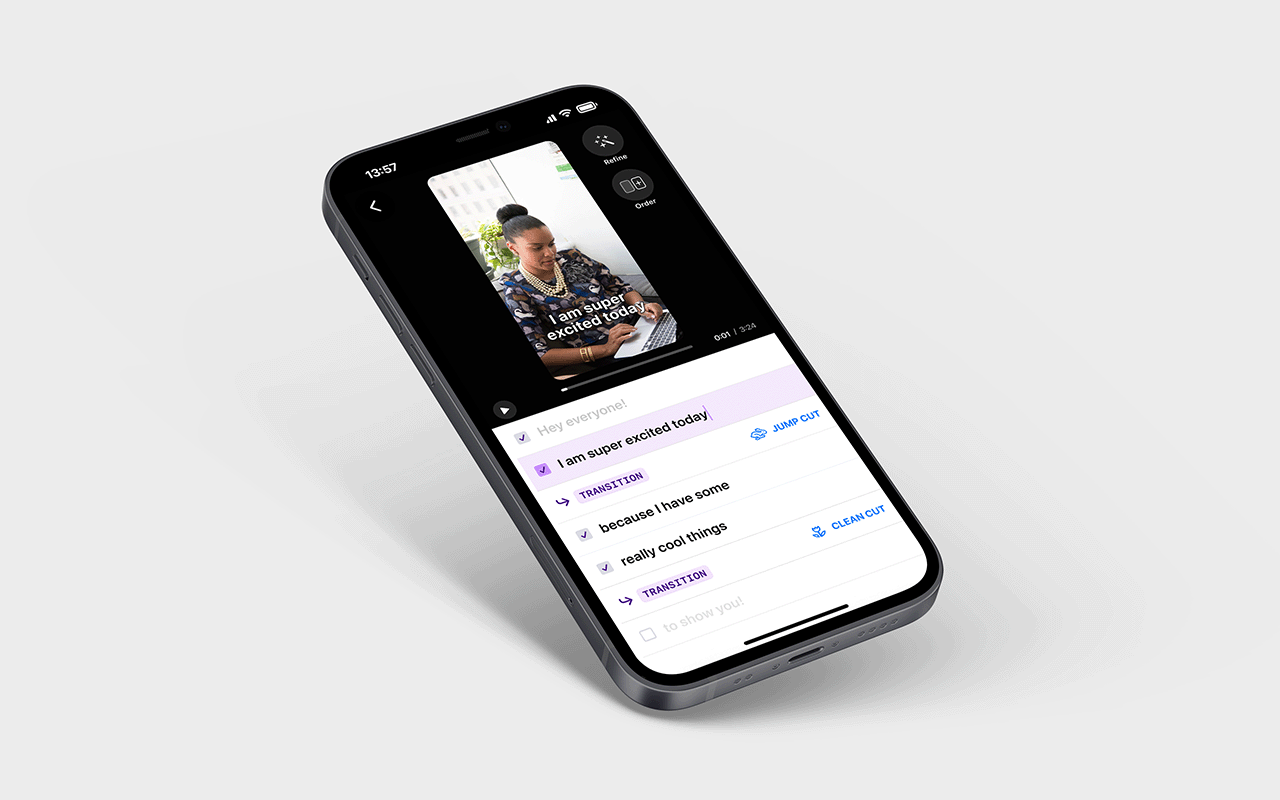 13:57
Refine
Order
I am super
excited today
0:01 / 3:24
Hey everyone!
I am super excited today
JUMP CUT
TRANSITION
because I have some
really cool things
CLEAN CUT
TRANSITION
to show you!